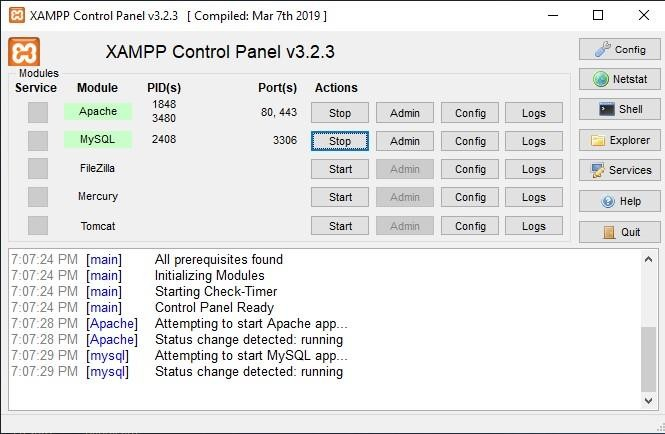 XAMPP Control Panel v3.2.3 [ Compiled: Mar 7th 2019 ]
XAMPP Control Panel v3.2.3
Config
Modules
Service Module PID(s) Port(s) Actions
Netstat
Apache 1848 3480 80, 443 Stop Admin Config Logs
Shell
MySQL 2408 3306 Stop Admin Config Logs
Explorer
FileZilla Start Admin Config Logs
Services
Mercury Start Admin Config Logs
Help
Tomcat Start Admin Config Logs
Quit
7:07:24 PM [main] All prerequisites found
7:07:24 PM [main] Initializing Modules
7:07:24 PM [main] Starting Check-Timer
7:07:24 PM [main] Control Panel Ready
7:07:28 PM [Apache] Attempting to start Apache app...
7:07:28 PM [Apache] Status change detected: running
7:07:29 PM [mysql] Attempting to start MySQL app...
7:07:29 PM [mysql] Status change detected: running